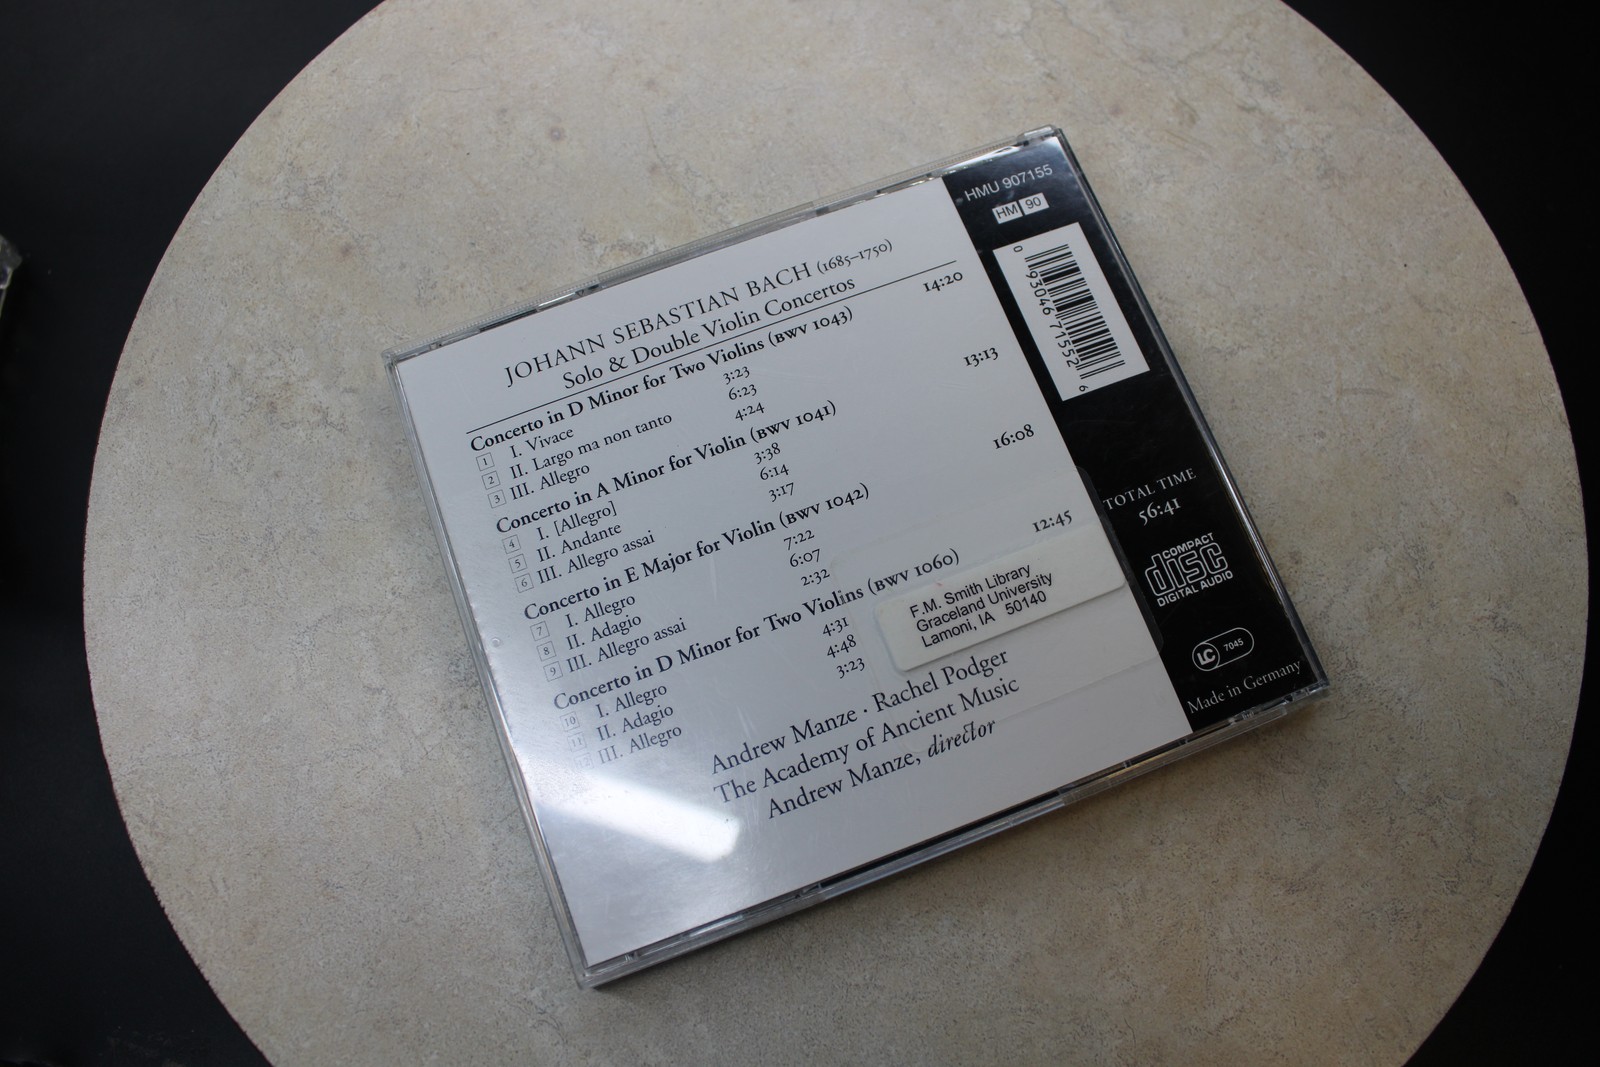 JOHANN SEBASTIAN BACH (1685–1750)
Solo & Double Violin Concertos
Concerto in D Minor for Two Violins (BWV 1043) 14:20
1 I. Vivace 3:23
2 II. Largo ma non tanto 6:23
3 III. Allegro 4:24
Concerto in A Minor for Violin (BWV 1041) 13:13
4 I. [Allegro] 3:38
5 II. Andante 6:14
6 III. Allegro assai 3:17
Concerto in E Major for Violin (BWV 1042) 16:08
7 I. Allegro 7:22
8 II. Adagio 6:07
9 III. Allegro assai 2:32
Concerto in D Minor for Two Violins (BWV 1060) 12:45
10 I. Allegro 4:31
11 II. Adagio 4:48
12 III. Allegro 3:23
F.M. Smith Library
Graceland University
Lamoni, IA 50140
Andrew Manze · Rachel Podger
The Academy of Ancient Music
Andrew Manze, director
HMU 907155
HM 90
0 93046 71552 6
TOTAL TIME
56:41
COMPACT
disc
DIGITAL AUDIO
LC 7045
Made in Germany